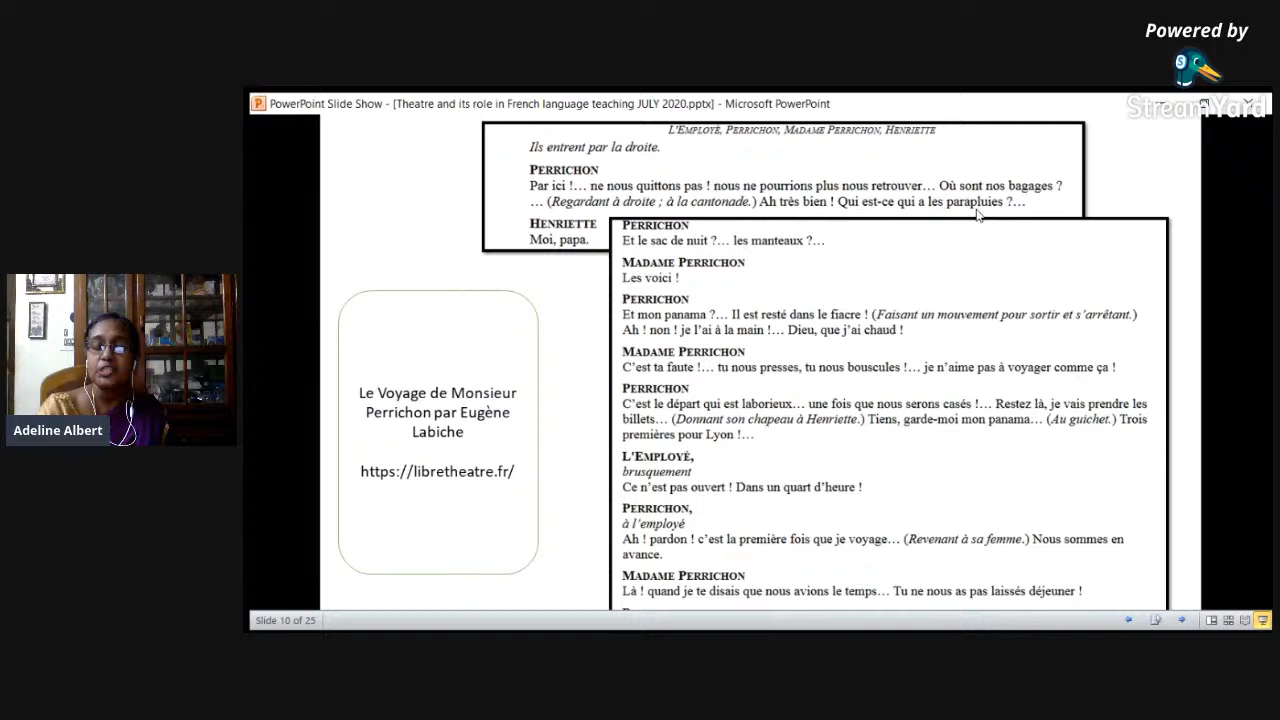 Powered by
StreamYard
PowerPoint Slide Show - [Theatre and its role in French language teaching JULY 2020.pptx] - Microsoft PowerPoint
L'EMPLOYÉ, PERRICHON, MADAME PERRICHON, HENRIETTE
Ils entrent par la droite.
PERRICHON
Par ici !… ne nous quittons pas ! nous ne pourrions plus nous retrouver… Où sont nos bagages ?
… (Regardant à droite ; à la cantonade.) Ah très bien ! Qui est-ce qui a les parapluies ?…
HENRIETTE
Moi, papa.
PERRICHON
Et le sac de nuit ?… les manteaux ?…
MADAME PERRICHON
Les voici !
PERRICHON
Et mon panama ?… Il est resté dans le fiacre ! (Faisant un mouvement pour sortir et s'arrêtant.)
Ah ! non ! je l'ai à la main !… Dieu, que j'ai chaud !
MADAME PERRICHON
C'est ta faute !… tu nous presses, tu nous bouscules !… je n'aime pas à voyager comme ça !
PERRICHON
C'est le départ qui est laborieux… une fois que nous serons casés !… Restez là, je vais prendre les
billets… (Donnant son chapeau à Henriette.) Tiens, garde-moi mon panama… (Au guichet.) Trois
premières pour Lyon !…
L'EMPLOYÉ,
brusquement
Ce n'est pas ouvert ! Dans un quart d'heure !
PERRICHON,
à l'employé
Ah ! pardon ! c'est la première fois que je voyage… (Revenant à sa femme.) Nous sommes en
avance.
MADAME PERRICHON
Là ! quand je te disais que nous avions le temps… Tu ne nous as pas laissés déjeuner !
Le Voyage de Monsieur
Perrichon par Eugène
Labiche
https://libretheatre.fr/
Adeline Albert
Slide 10 of 25